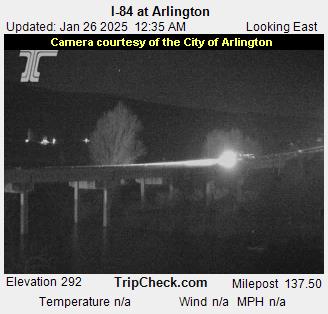 I-84 at Arlington
Updated: Jan 26 2025 12:35 AM Looking East
Camera courtesy of the City of Arlington
Elevation 292 TripCheck.com Milepost 137.50
Temperature n/a Wind n/a MPH n/a